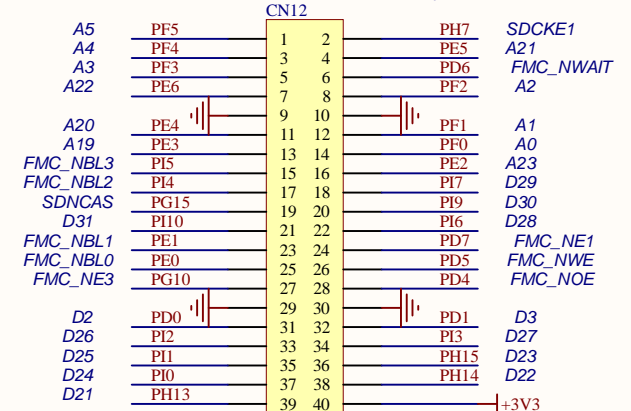 CN12
A5 PF5 1 2 PH7 SDCKE1
A4 PF4 3 4 PE5 A21
A3 PF3 5 6 PD6 FMC_NWAIT
A22 PE6 7 8 PF2 A2
9 10
A20 PE4 11 12 PF1 A1
A19 PE3 13 14 PF0 A0
FMC_NBL3 PI5 15 16 PE2 A23
FMC_NBL2 PI4 17 18 PI7 D29
SDNCAS PG15 19 20 PI9 D30
D31 PI10 21 22 PI6 D28
FMC_NBL1 PE1 23 24 PD7 FMC_NE1
FMC_NBL0 PE0 25 26 PD5 FMC_NWE
FMC_NE3 PG10 27 28 PD4 FMC_NOE
29 30
D2 PD0 31 32 PD1 D3
D26 PI2 33 34 PI3 D27
D25 PI1 35 36 PH15 D23
D24 PI0 37 38 PH14 D22
D21 PH13 39 40 +3V3